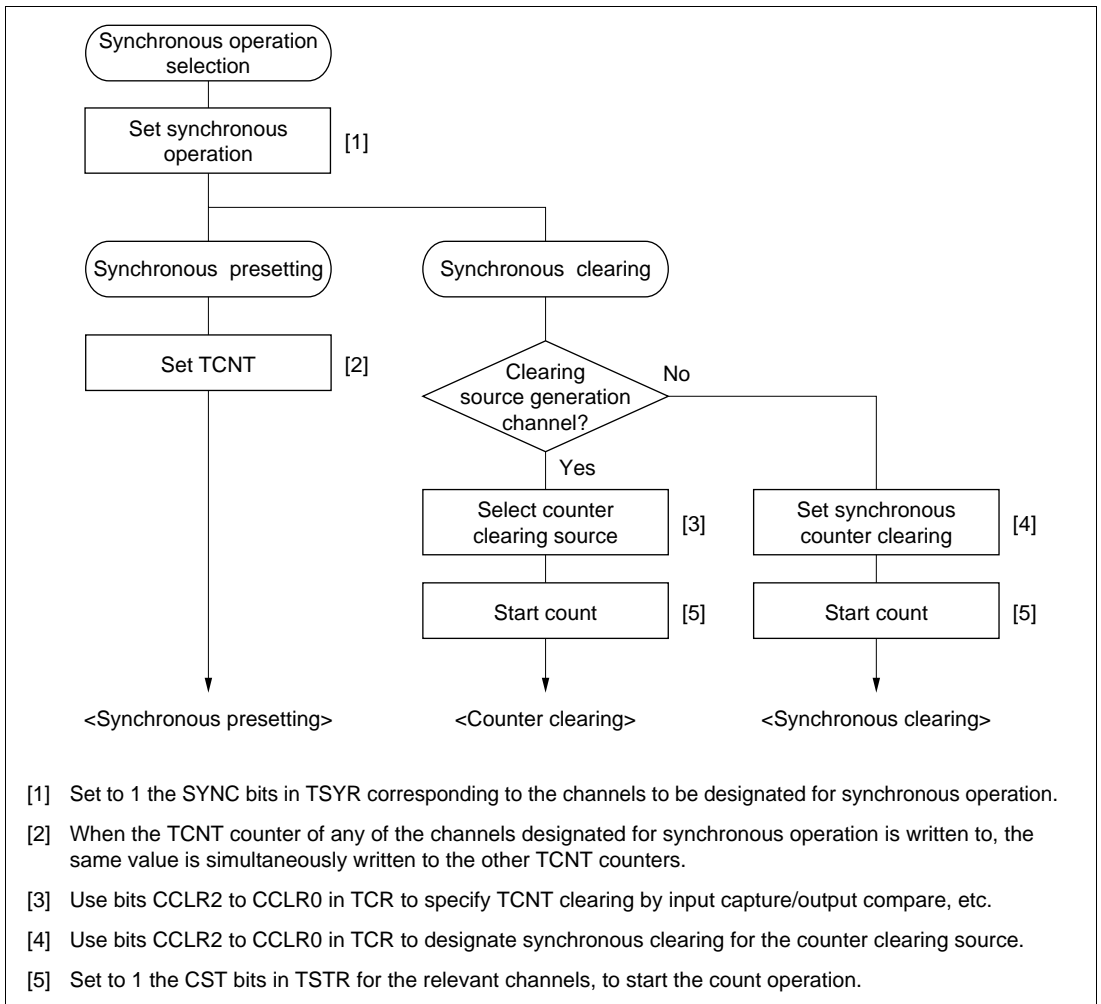 Synchronous operation
selection
Set synchronous
operation
[1]
Synchronous presetting
Synchronous clearing
Set TCNT
[2]
Clearing
source generation
channel?
No
Yes
Select counter
clearing source
[3]
Set synchronous
counter clearing
[4]
Start count
[5]
Start count
[5]
<Synchronous presetting>
<Counter clearing>
<Synchronous clearing>
[1] Set to 1 the SYNC bits in TSYR corresponding to the channels to be designated for synchronous operation.
[2] When the TCNT counter of any of the channels designated for synchronous operation is written to, the
same value is simultaneously written to the other TCNT counters.
[3] Use bits CCLR2 to CCLR0 in TCR to specify TCNT clearing by input capture/output compare, etc.
[4] Use bits CCLR2 to CCLR0 in TCR to designate synchronous clearing for the counter clearing source.
[5] Set to 1 the CST bits in TSTR for the relevant channels, to start the count operation.